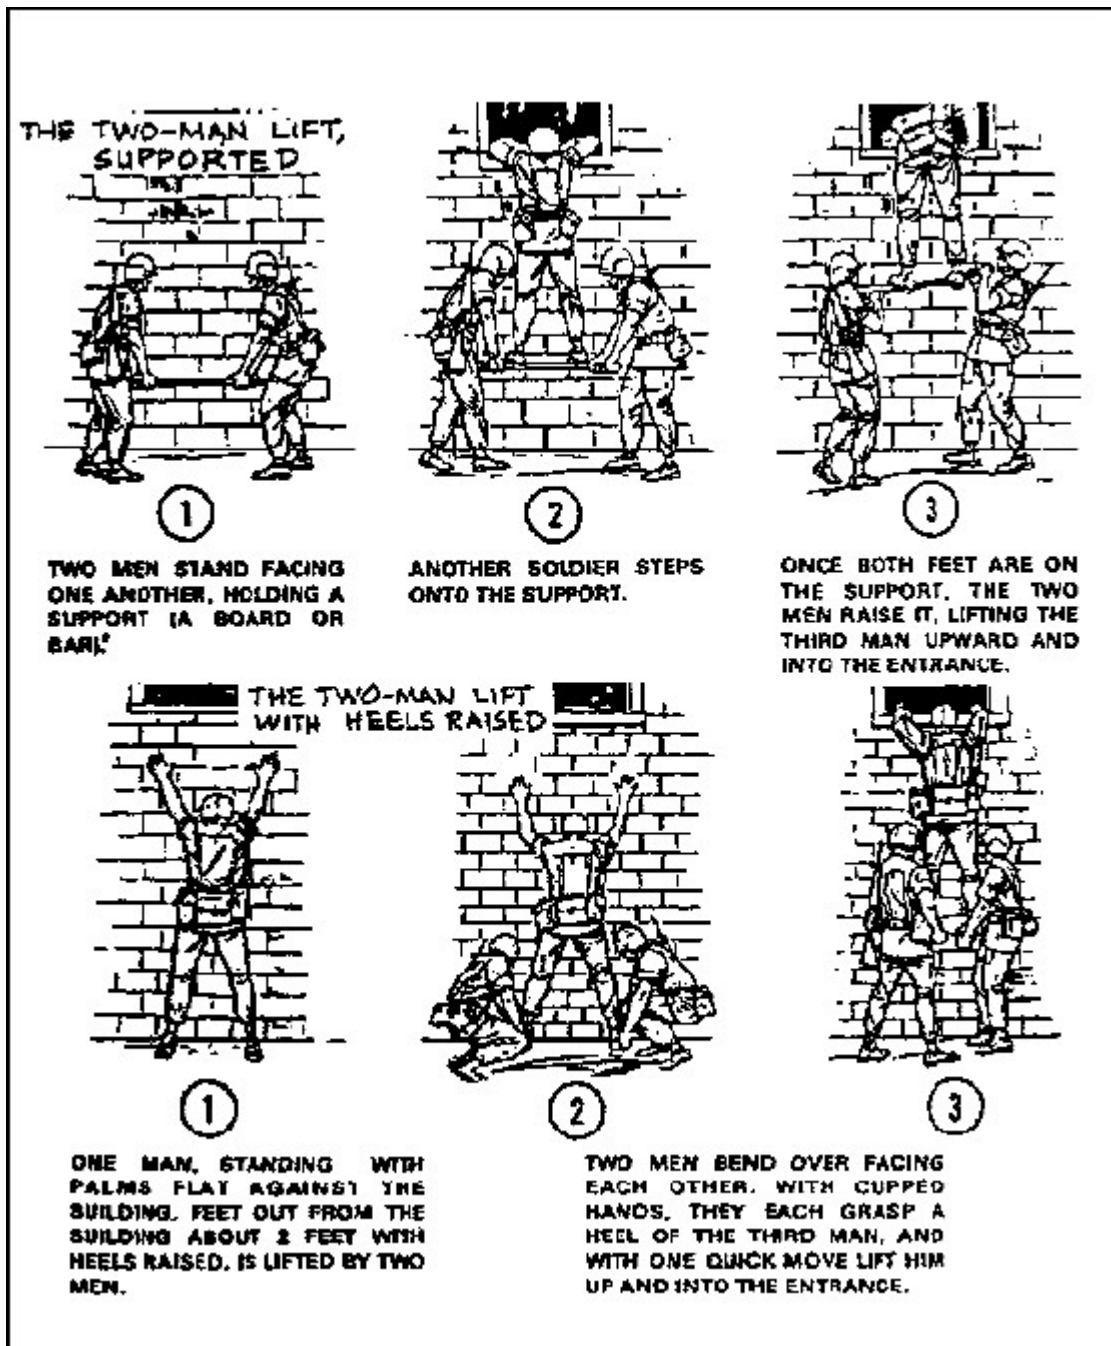 THE TWO-MAN LIFT,
SUPPORTED
1
TWO MEN STAND FACING
ONE ANOTHER, HOLDING A
SUPPORT (A BOARD OR
BAR).
2
ANOTHER SOLDIER STEPS
ONTO THE SUPPORT.
3
ONCE BOTH FEET ARE ON
THE SUPPORT, THE TWO
MEN RAISE IT, LIFTING THE
THIRD MAN UPWARD AND
INTO THE ENTRANCE.
THE TWO-MAN LIFT
WITH HEELS RAISED
1
ONE MAN, STANDING WITH
PALMS FLAT AGAINST THE
BUILDING, FEET OUT FROM THE
BUILDING ABOUT 2 FEET WITH
HEELS RAISED, IS LIFTED BY TWO
MEN.
2
3
TWO MEN BEND OVER FACING
EACH OTHER. WITH CUPPED
HANDS, THEY EACH GRASP A
HEEL OF THE THIRD MAN, AND
WITH ONE QUICK MOVE LIFT HIM
UP AND INTO THE ENTRANCE.